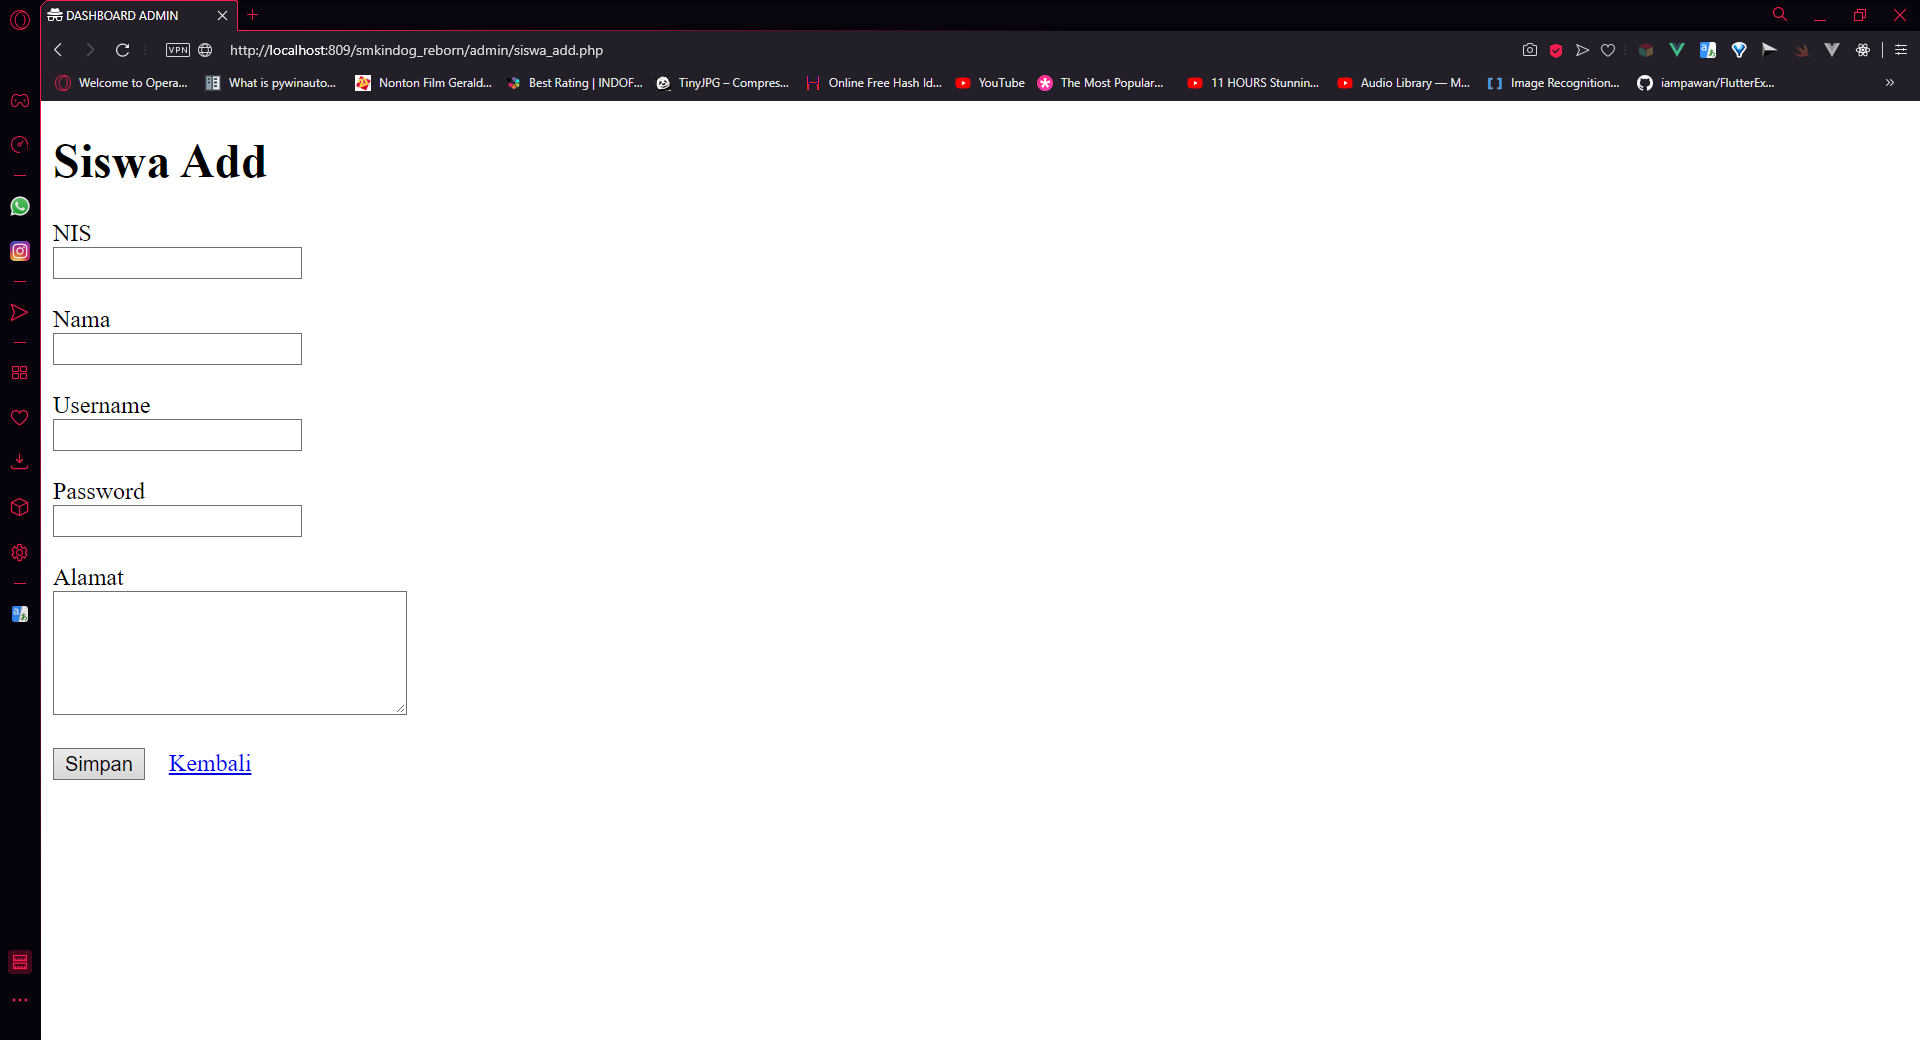 DASHBOARD ADMIN
VPN http://localhost:809/smkindog_reborn/admin/siswa_add.php
Welcome to Opera... What is pywinauto... Nonton Film Gerald... Best Rating | INDOF... TinyJPG – Compres... Online Free Hash Id... YouTube The Most Popular... 11 HOURS Stunnin... Audio Library — M... Image Recognition... iampawan/FlutterEx...
Siswa Add
NIS
Nama
Username
Password
Alamat
Simpan Kembali